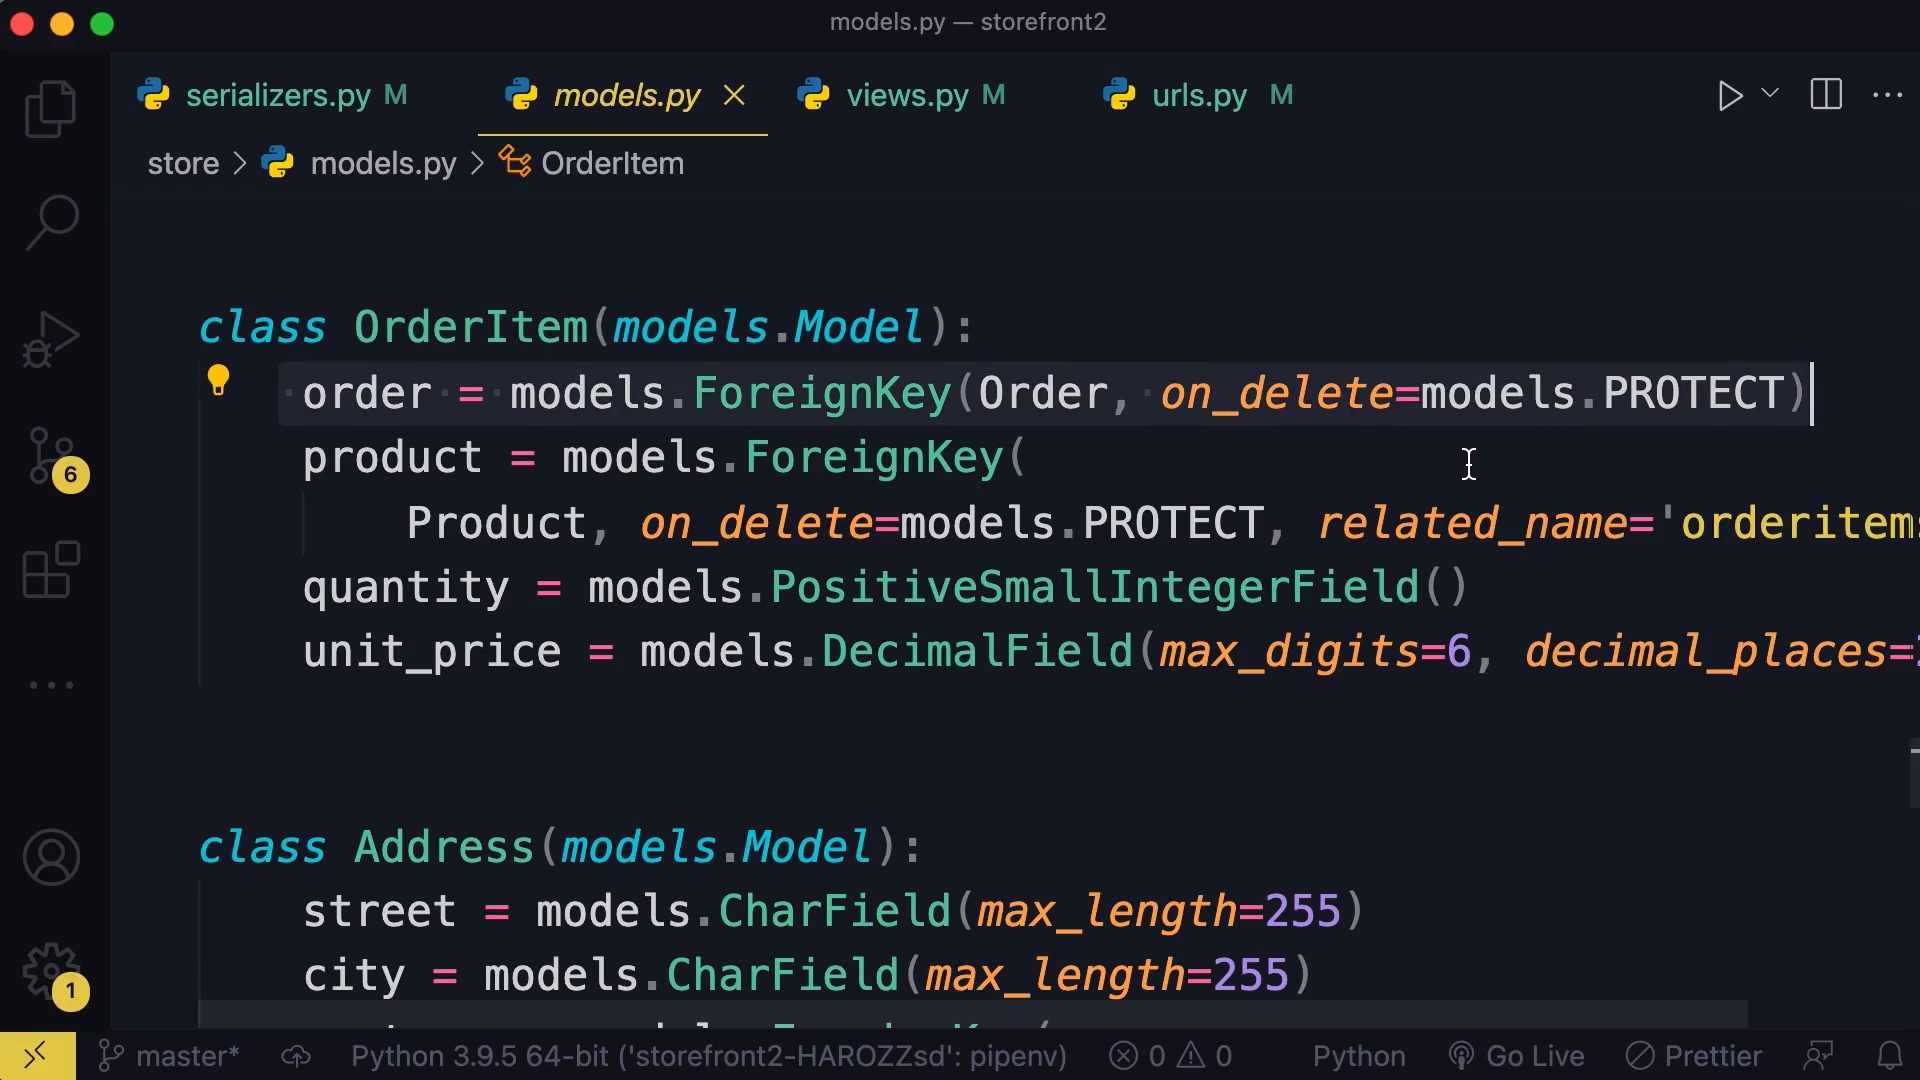 models.py — storefront2
serializers.py M models.py views.py M urls.py M
store > models.py > OrderItem
class OrderItem(models.Model):
order = models.ForeignKey(Order, on_delete=models.PROTECT)
product = models.ForeignKey(
Product, on_delete=models.PROTECT, related_name='orderitem
quantity = models.PositiveSmallIntegerField()
unit_price = models.DecimalField(max_digits=6, decimal_places=
class Address(models.Model):
street = models.CharField(max_length=255)
city = models.CharField(max_length=255)
6
1
master* Python 3.9.5 64-bit ('storefront2-HAROZZsd': pipenv) 0 0 Python Go Live Prettier